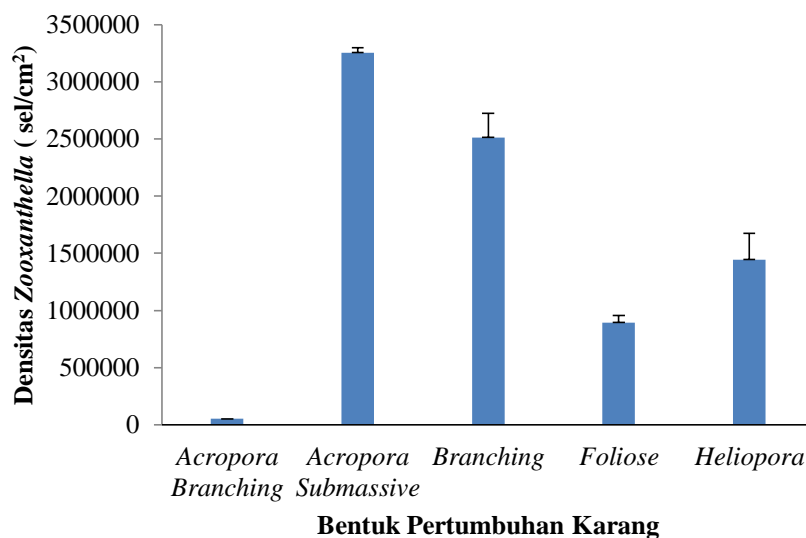 Densitas Zooxanthella ( sel/cm²)
3500000
3000000
2500000
2000000
1500000
1000000
500000
0
Acropora Branching
Acropora Submassive
Branching
Foliose
Heliopora
Bentuk Pertumbuhan Karang